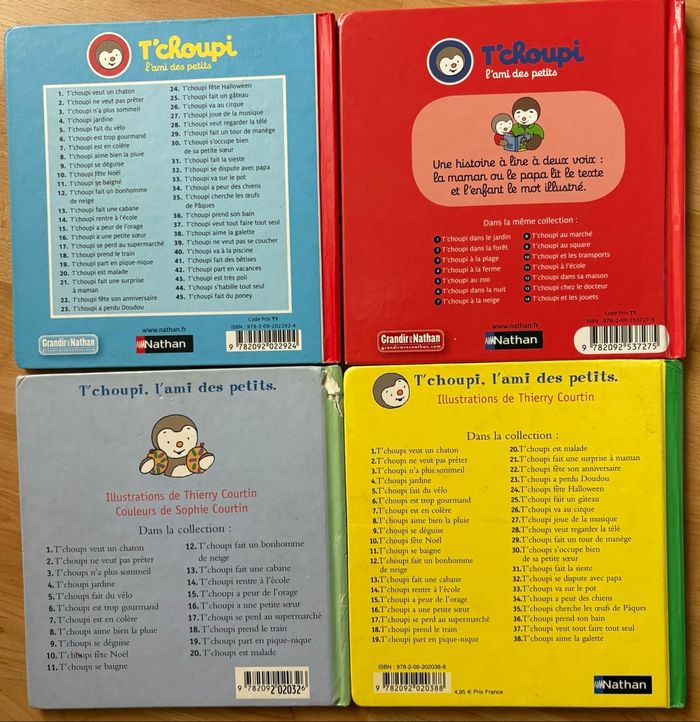 T'choupi
l'ami des petits
1. T'choupi veut un chaton
2. T'choupi ne veut pas prêter
3. T'choupi n'a plus sommeil
4. T'choupi jardine
5. T'choupi fait du vélo
6. T'choupi est trop gourmand
7. T'choupi est en colère
8. T'choupi aime bien la pluie
9. T'choupi se déguise
10. T'choupi fête Noël
11. T'choupi se baigne
12. T'choupi fait un bonhomme
de neige
13. T'choupi fait une cabane
14. T'choupi rentre à l'école
15. T'choupi a peur de l'orage
16. T'choupi a une petite sœur
17. T'choupi se perd au supermarché
18. T'choupi prend le train
19. T'choupi part en pique-nique
20. T'choupi est malade
21. T'choupi fait une surprise
à maman
22. T'choupi fête son anniversaire
23. T'choupi a perdu Doudou
24. T'choupi fête Halloween
25. T'choupi fait un gâteau
26. T'choupi va au cirque
27. T'choupi joue de la musique
28. T'choupi veut regarder la télé
29. T'choupi fait un tour de manège
30. T'choupi s'occupe bien
de sa petite sœur
31. T'choupi fait la sieste
32. T'choupi se dispute avec papa
33. T'choupi va sur le pot
34. T'choupi a peur des chiens
35. T'choupi cherche les œufs
de Pâques
36. T'choupi prend son bain
37. T'choupi veut tout faire tout seul
38. T'choupi aime la galette
39. T'choupi ne veut pas se coucher
40. T'choupi va à la piscine
41. T'choupi fait des bêtises
42. T'choupi part en vacances
43. T'choupi est très poli
44. T'choupi s'habille tout seul
45. T'choupi fait du poney
Grandir avec Nathan
grandiravecnathan.com
www.nathan.fr
Nathan
Code Prix T1
ISBN : 978-2-09-202292-4
9 782092 022924
T'choupi
l'ami des petits
Une histoire à lire à deux voix :
la maman ou le papa lit le texte
et l'enfant le mot illustré.
Dans la même collection :
1 T'choupi dans le jardin
2 T'choupi dans la forêt
3 T'choupi à la plage
4 T'choupi à la ferme
5 T'choupi au zoo
6 T'choupi dans la nuit
7 T'choupi à la neige
8 T'choupi au marché
9 T'choupi au square
10 T'choupi et les transports
11 T'choupi à l'école
12 T'choupi dans sa maison
13 T'choupi chez le docteur
14 T'choupi et les jouets
Grandir avec Nathan
grandiravecnathan.com
www.nathan.fr
Nathan
Code Prix T1
ISBN : 978-2-09-253727-5
9 782092 537275
T'choupi, l'ami des petits.
Illustrations de Thierry Courtin
Couleurs de Sophie Courtin
Dans la collection :
1. T'choupi veut un chaton
2. T'choupi ne veut pas prêter
3. T'choupi n'a plus sommeil
4. T'choupi jardine
5. T'choupi fait du vélo
6. T'choupi est trop gourmand
7. T'choupi est en colère
8. T'choupi aime bien la pluie
9. T'choupi se déguise
10. T'choupi fête Noël
11. T'choupi se baigne
12. T'choupi fait un bonhomme
de neige
13. T'choupi fait une cabane
14. T'choupi rentre à l'école
15. T'choupi a peur de l'orage
16. T'choupi a une petite sœur
17. T'choupi se perd au supermarché
18. T'choupi prend le train
19. T'choupi part en pique-nique
20. T'choupi est malade
9 782092 02032
T'choupi, l'ami des petits.
Illustrations de Thierry Courtin
Dans la collection :
1. T'choupi veut un chaton
2. T'choupi ne veut pas prêter
3. T'choupi n'a plus sommeil
4. T'choupi jardine
5. T'choupi fait du vélo
6. T'choupi est trop gourmand
7. T'choupi est en colère
8. T'choupi aime bien la pluie
9. T'choupi se déguise
10. T'choupi fête Noël
11. T'choupi se baigne
12. T'choupi fait un bonhomme
de neige
13. T'choupi fait une cabane
14. T'choupi rentre à l'école
15. T'choupi a peur de l'orage
16. T'choupi a une petite sœur
17. T'choupi se perd au supermarché
18. T'choupi prend le train
19. T'choupi part en pique-nique
20. T'choupi est malade
21. T'choupi fait une surprise à maman
22. T'choupi fête son anniversaire
23. T'choupi a perdu Doudou
24. T'choupi fête Halloween
25. T'choupi fait un gâteau
26. T'choupi va au cirque
27. T'choupi joue de la musique
28. T'choupi veut regarder la télé
29. T'choupi fait un tour de manège
30. T'choupi s'occupe bien
de sa petite sœur
31. T'choupi fait la sieste
32. T'choupi se dispute avec papa
33. T'choupi va sur le pot
34. T'choupi a peur des chiens
35. T'choupi cherche les œufs de Pâques
36. T'choupi prend son bain
37. T'choupi veut tout faire tout seul
38. T'choupi aime la galette
ISBN : 978-2-09-202038-8
9 782092 020388
4,95 € Prix France
Nathan